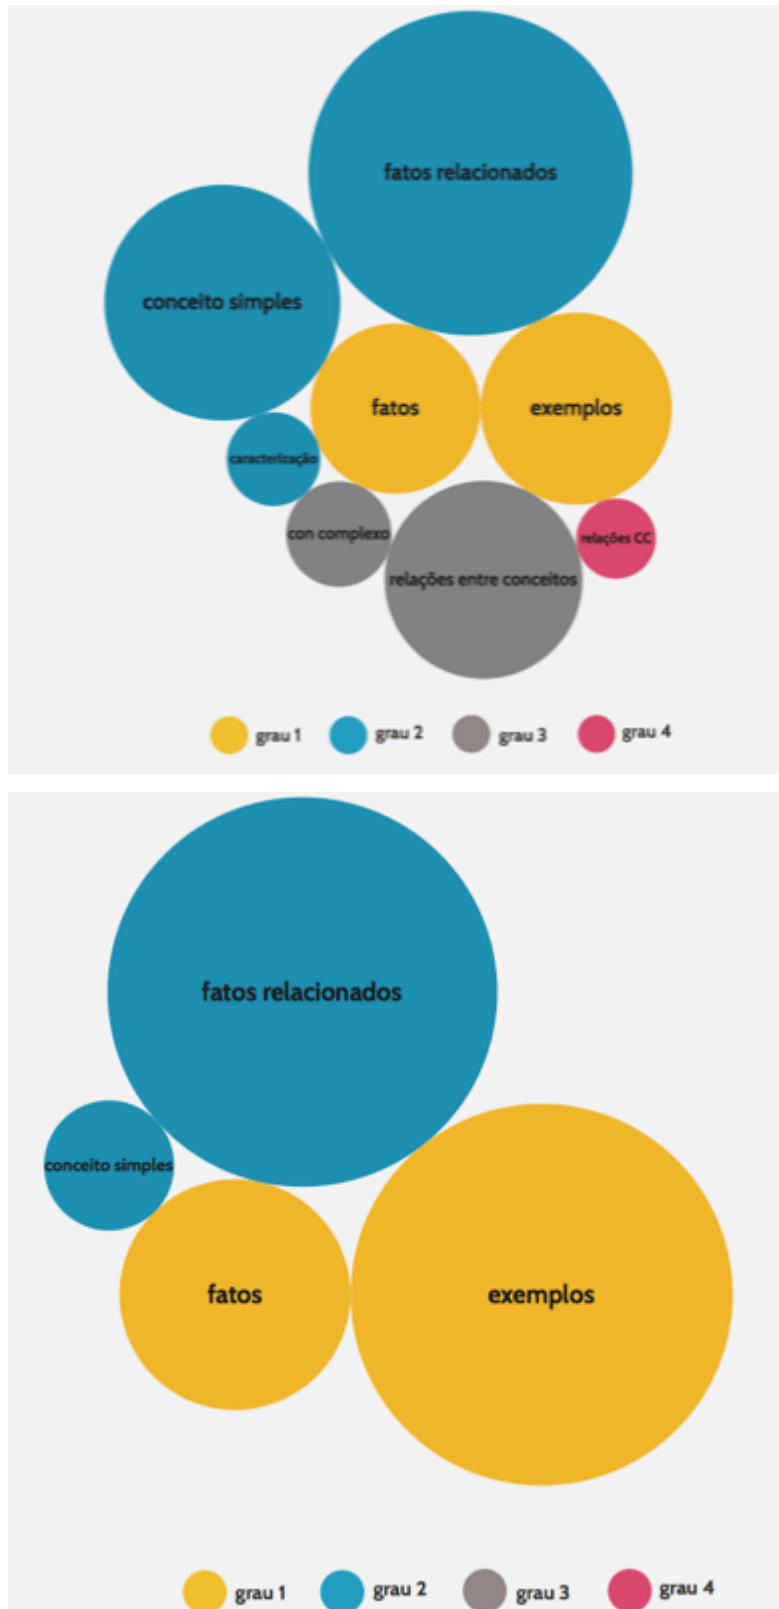 fatos relacionados
conceito simples
fatos
exemplos
caracterização
con complexo
relações CC
relações entre conceitos
grau 1
grau 2
grau 3
grau 4
fatos relacionados
conceito simples
fatos
exemplos
grau 1
grau 2
grau 3
grau 4